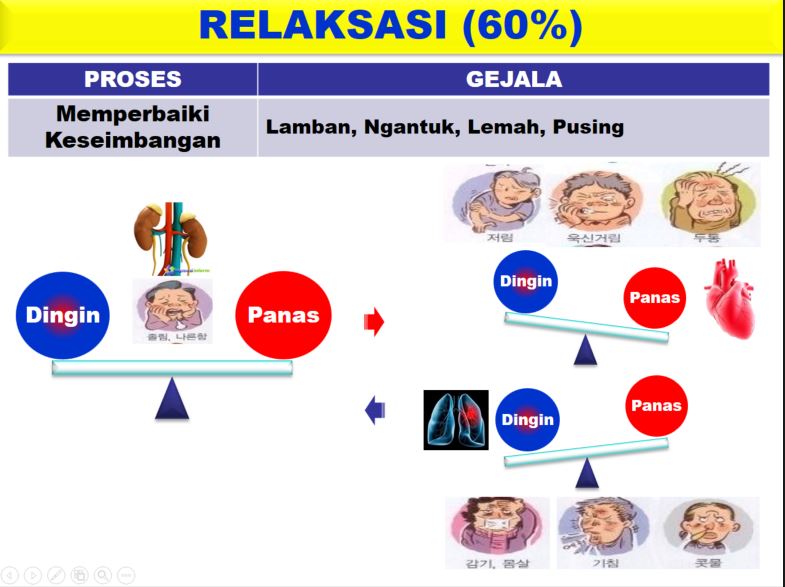 RELAKSASI (60%)
PROSES
GEJALA
Memperbaiki
Keseimbangan
Lamban, Ngantuk, Lemah, Pusing
저림
욱신거림
두통
Dingin
Panas
졸림, 나른함
Dingin
Panas
Dingin
Panas
감기, 몸살
기침
콧물